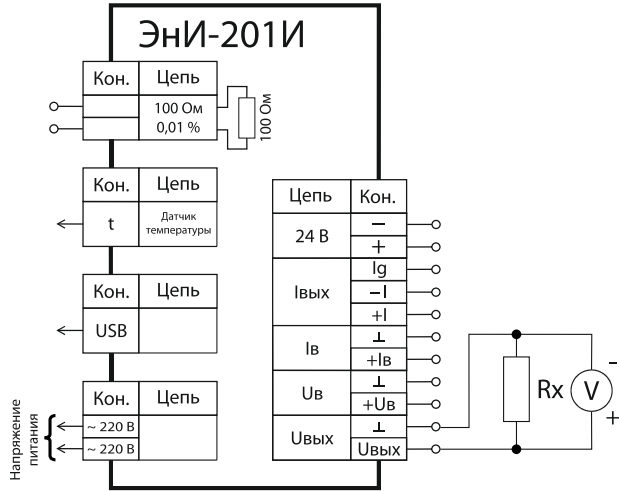 ЭнИ-201И
Кон. Цепь
100 Ом
0,01 %
100 Ом
Кон. Цепь
t Датчик
температуры
Кон. Цепь
USB
Кон. Цепь
~ 220 В
~ 220 В
Напряжение
питания
Цепь Кон.
24 В − +
Iвых Ig −I +I
Iв ⊥ +Iв
Uв ⊥ +Uв
Uвых ⊥ Uвых
Rx V − +